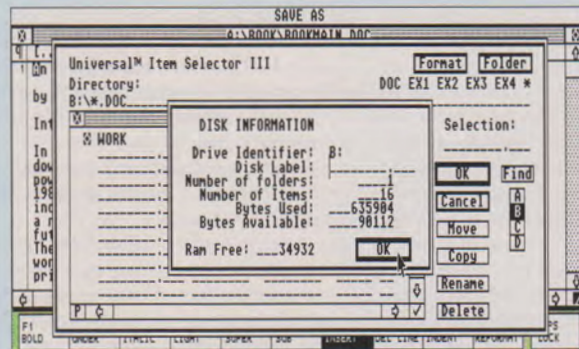 SAVE AS
A:\BOOK\BOOKMAIN.DOC
Universal™ Item Selector III
Format Folder
Directory:
DOC EX1 EX2 EX3 EX4 *
B:\*.DOC
by
In
WORK
DISK INFORMATION
Drive Identifier: B:
Disk Label:
Number of folders: 1
Number of Items: 16
Bytes Used: 635904
Bytes Available: 90112
Ram Free: 34932
OK
Selection:
OK Find
Cancel
Move
Copy
Rename
Delete
A
B
C
D
P
F1
BOLD UNDER ITALIC LIGHT SUPER SUB INSERT DEL LINE INDENT REFORMAT
LOCK